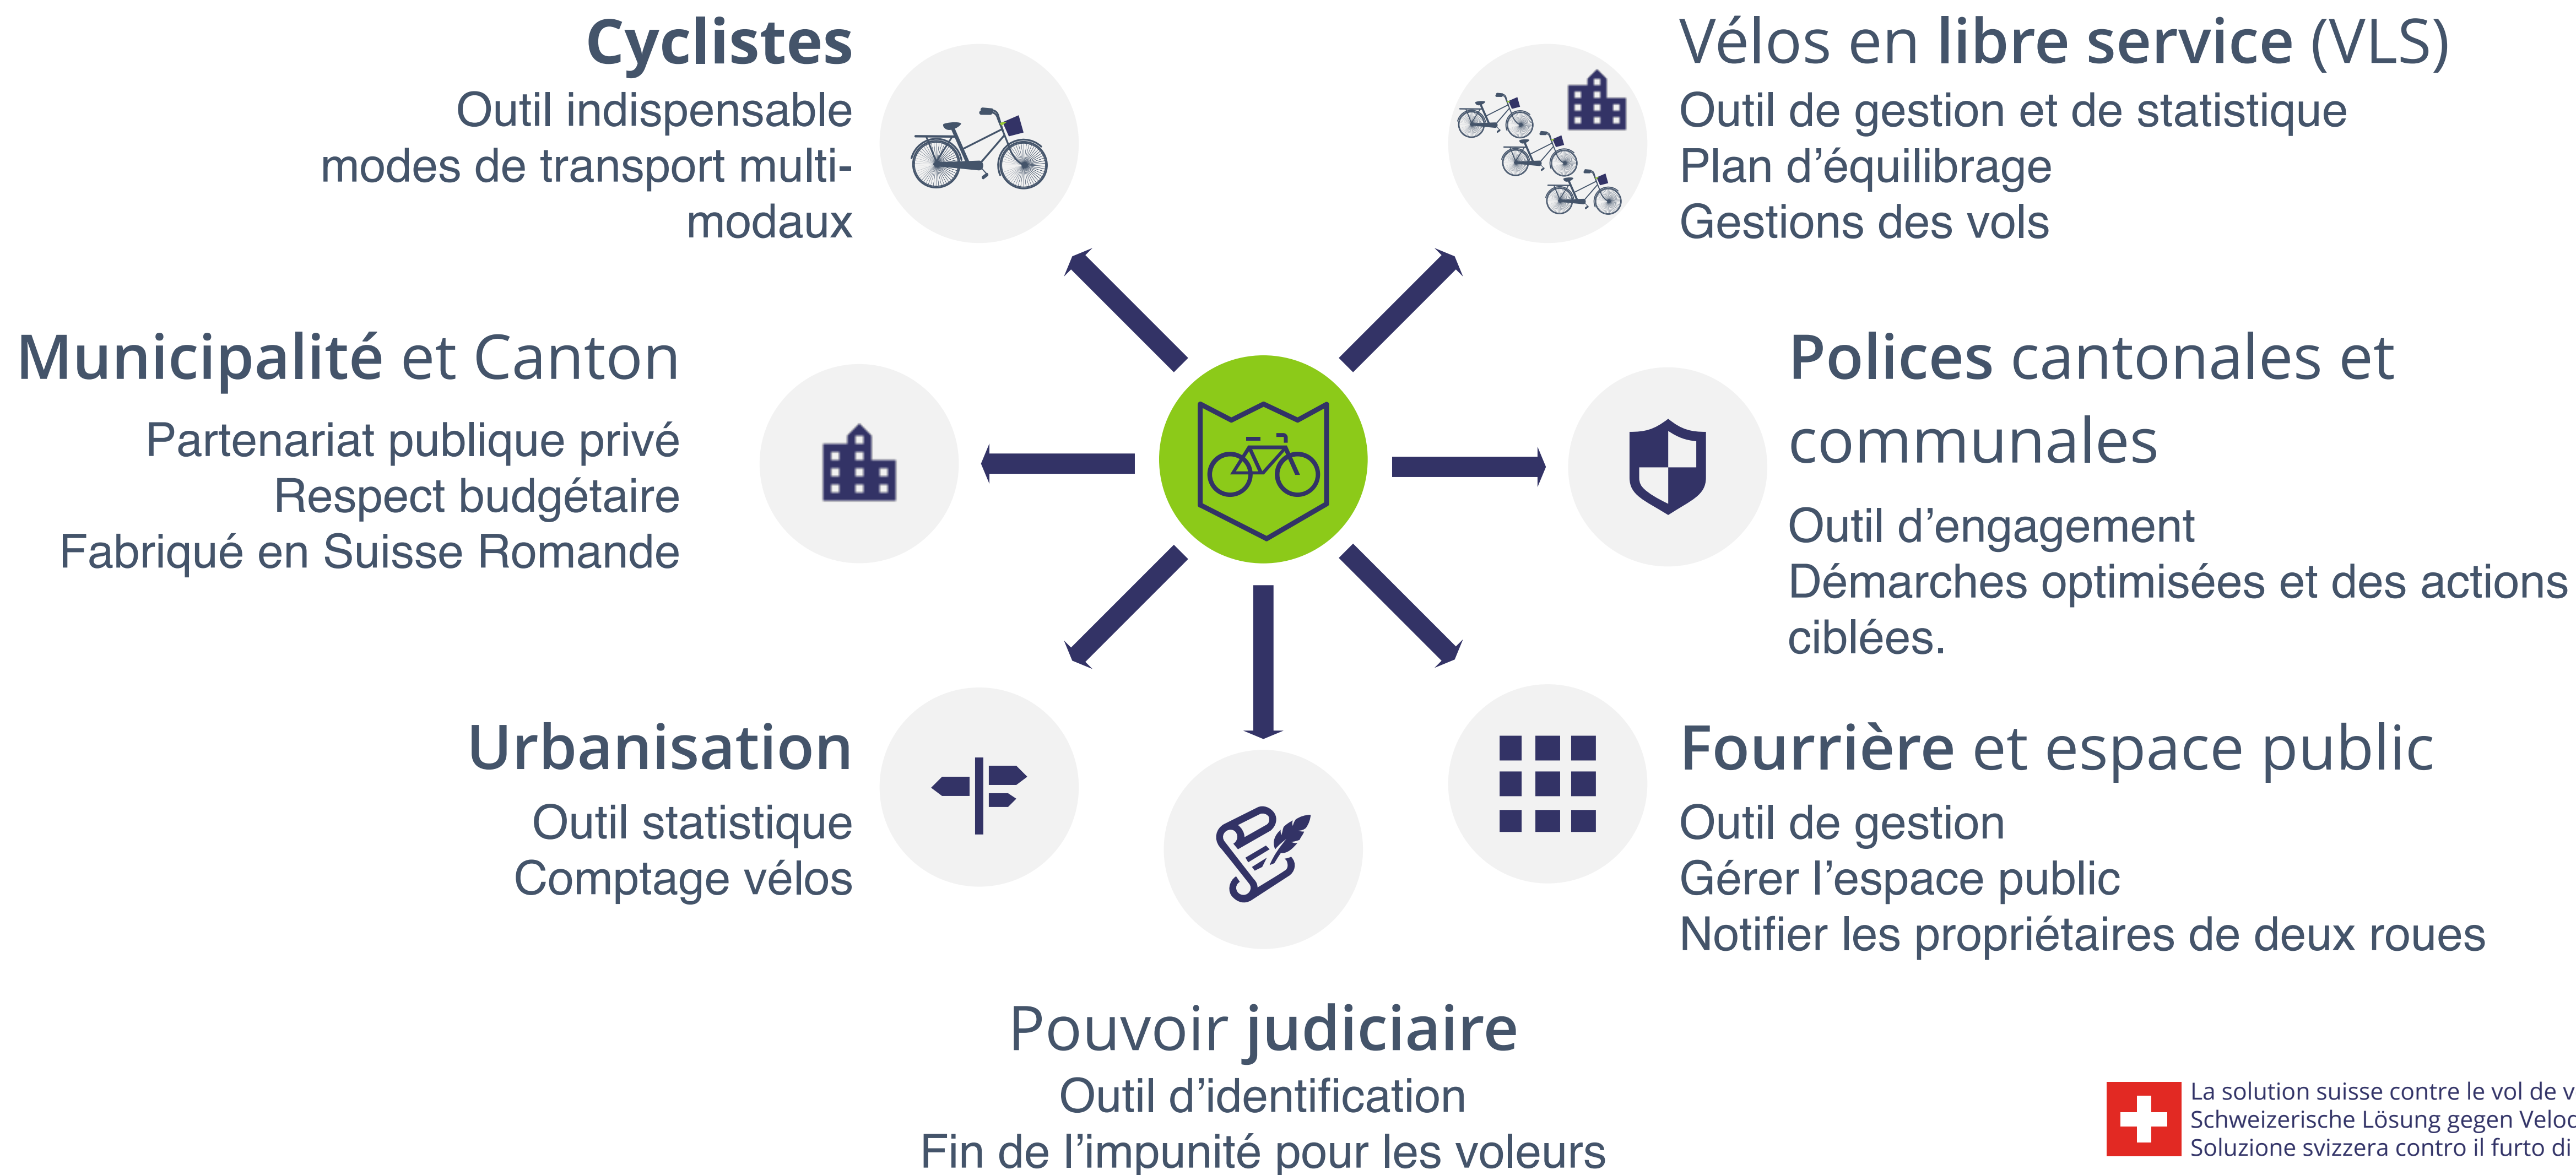 Cyclistes
Outil indispensable
modes de transport multi-
modaux
Vélos en libre service (VLS)
Outil de gestion et de statistique
Plan d'équilibrage
Gestions des vols
Municipalité et Canton
Partenariat publique privé
Respect budgétaire
Fabriqué en Suisse Romande
Polices cantonales et
communales
Outil d'engagement
Démarches optimisées et des actions
ciblées.
Urbanisation
Outil statistique
Comptage vélos
Fourrière et espace public
Outil de gestion
Gérer l'espace public
Notifier les propriétaires de deux roues
Pouvoir judiciaire
Outil d'identification
Fin de l'impunité pour les voleurs
La solution suisse contre le vol de
Schweizerische Lösung gegen
Soluzione svizzera contro il furto di